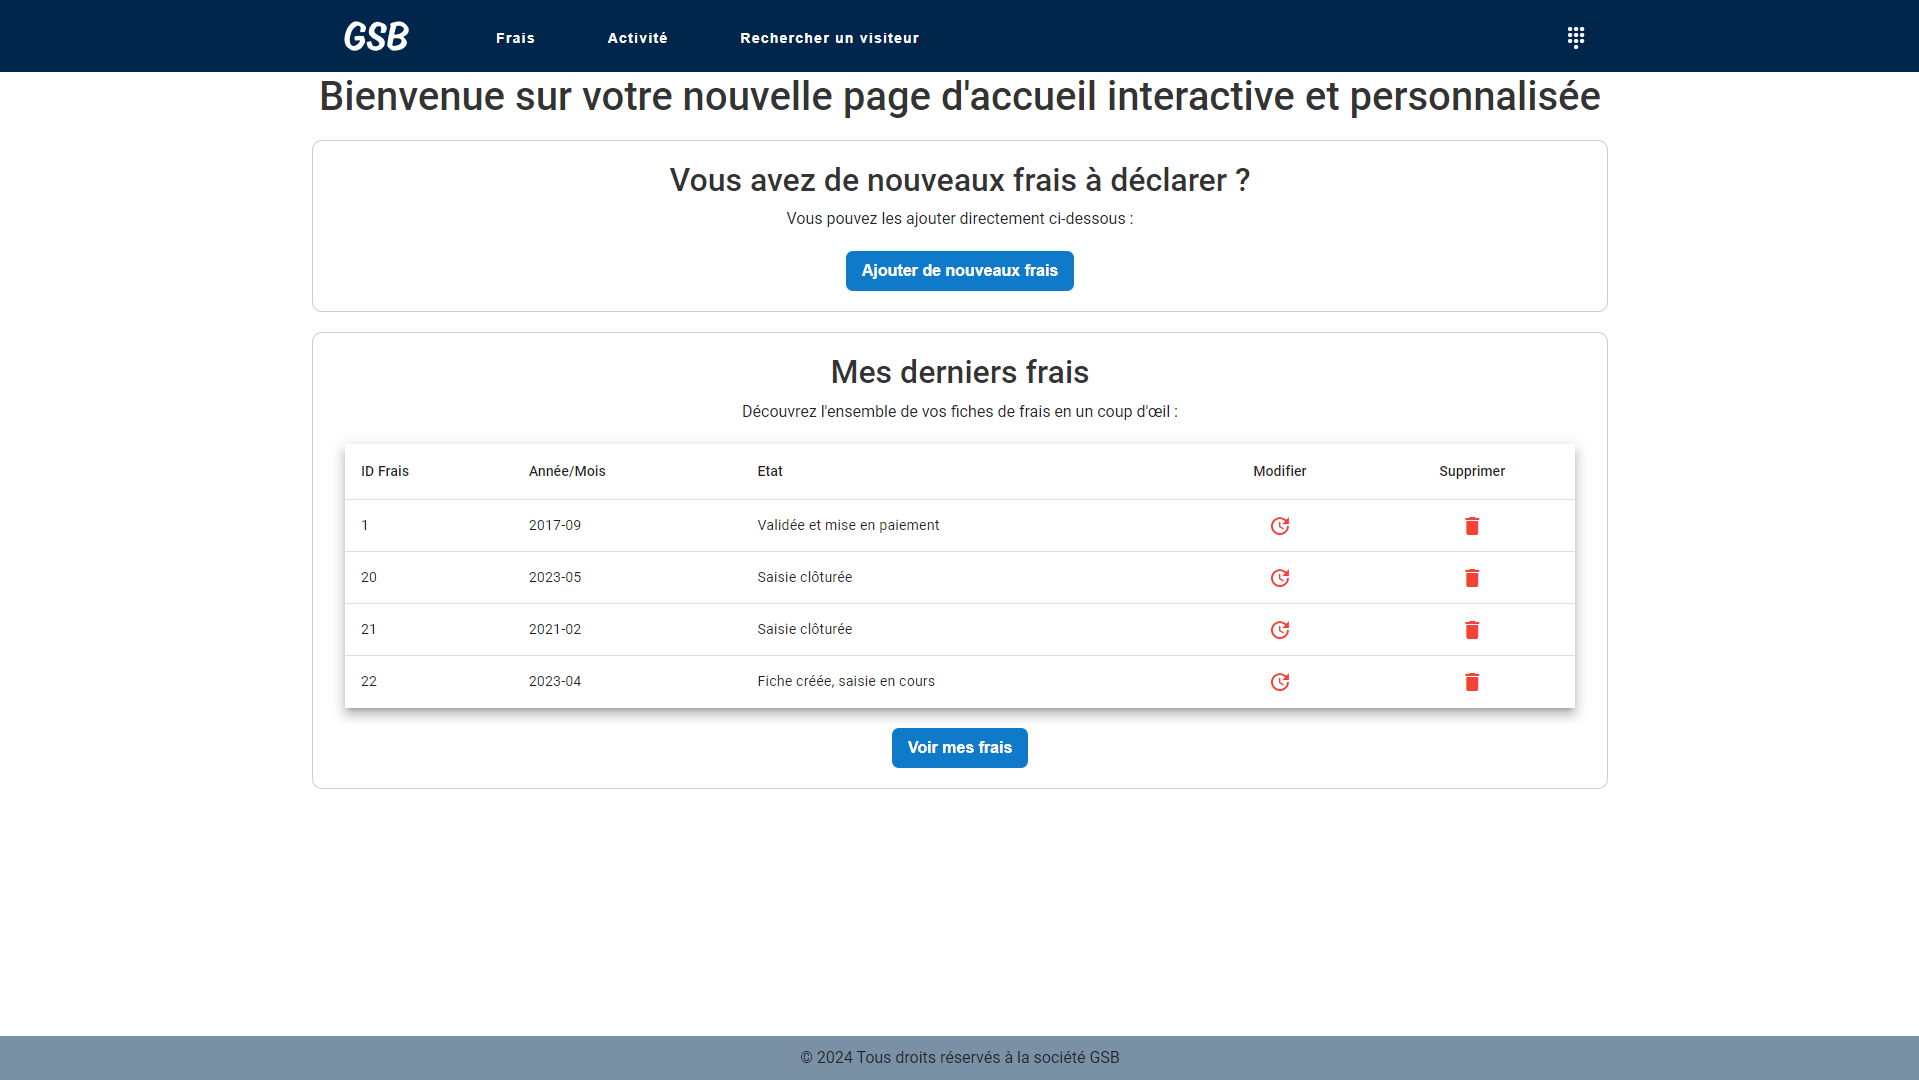 GSB Frais Activité Rechercher un visiteur
Bienvenue sur votre nouvelle page d'accueil interactive et personnalisée
Vous avez de nouveaux frais à déclarer ?
Vous pouvez les ajouter directement ci-dessous :
Ajouter de nouveaux frais
Mes derniers frais
Découvrez l'ensemble de vos fiches de frais en un coup d'œil :
ID Frais Année/Mois Etat Modifier Supprimer
1 2017-09 Validée et mise en paiement
20 2023-05 Saisie clôturée
21 2021-02 Saisie clôturée
22 2023-04 Fiche créée, saisie en cours
Voir mes frais
© 2024 Tous droits réservés à la société GSB